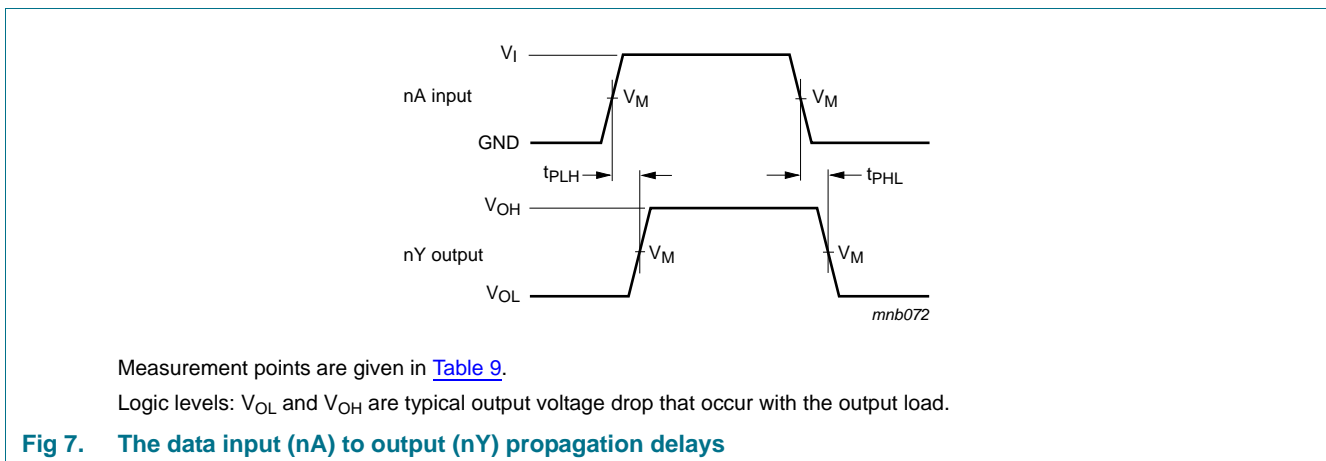 VI
nA input
VM
VM
GND
tPLH
tPHL
VOH
nY output
VM
VM
VOL
mnb072
Measurement points are given in Table 9.
Logic levels: VOL and VOH are typical output voltage drop that occur with the output load.
Fig 7. The data input (nA) to output (nY) propagation delays